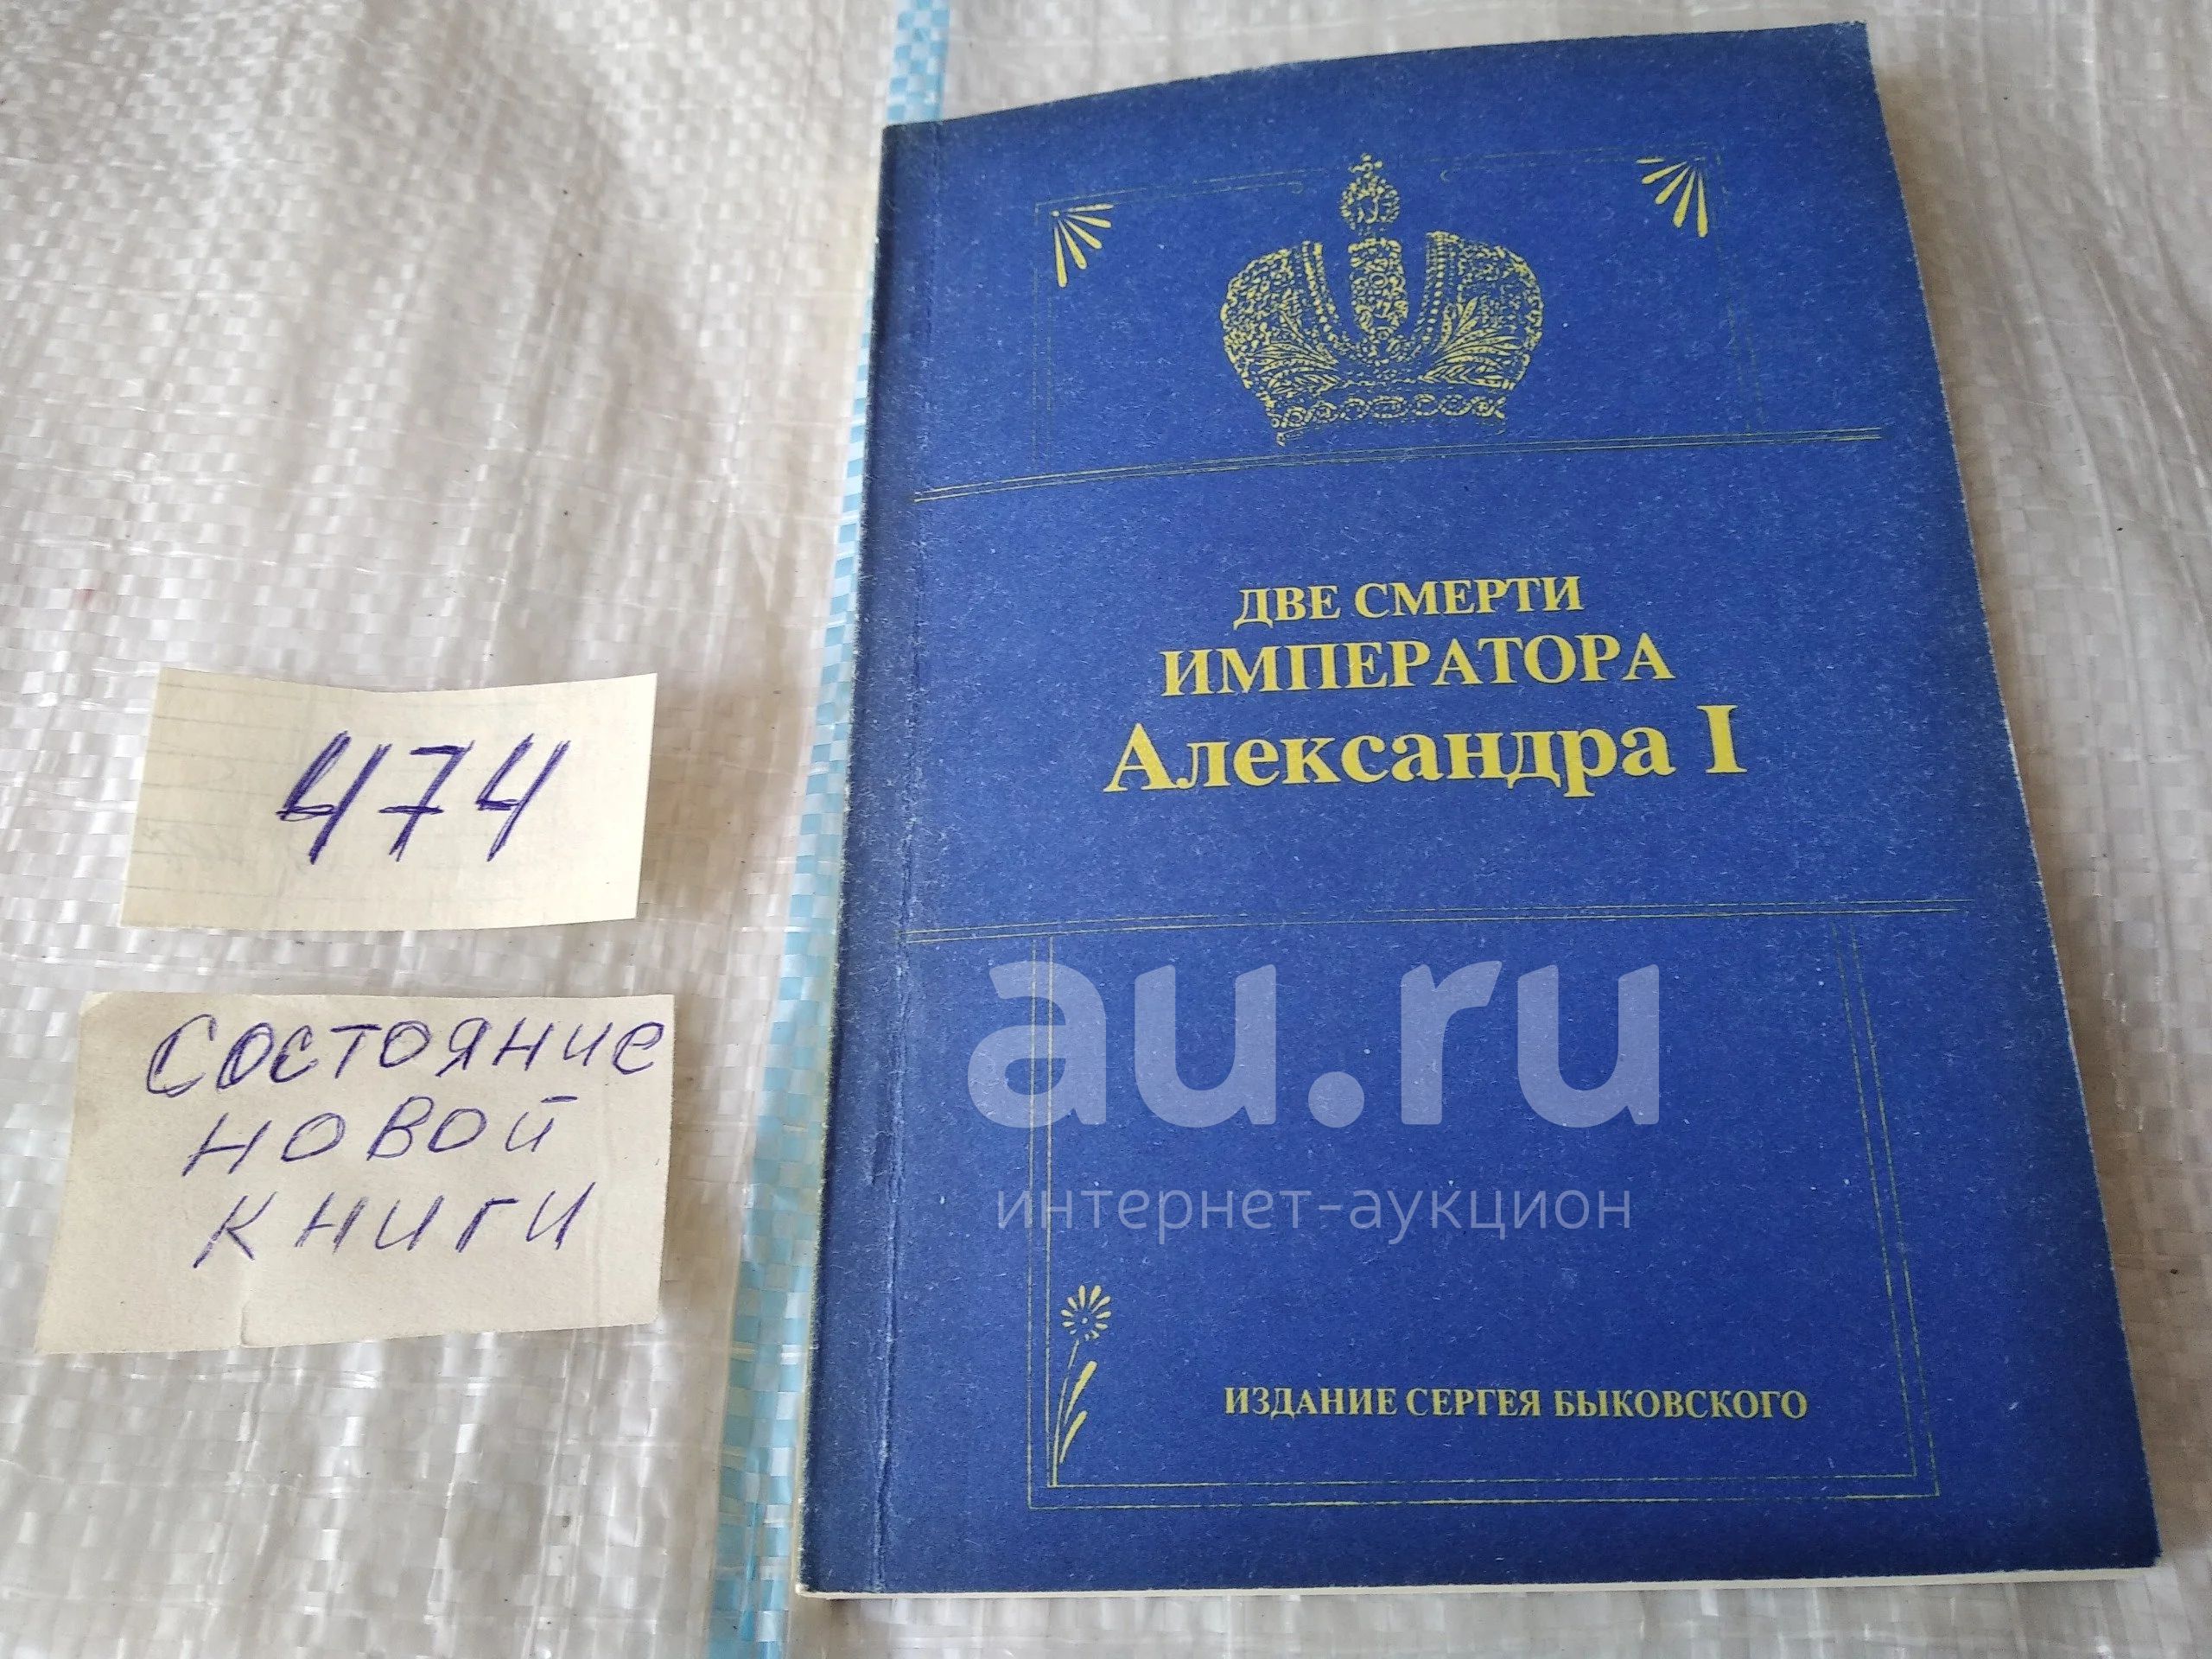 474
Состояние
новой
книги
ДВЕ СМЕРТИ
ИМПЕРАТОРА
Александра I
au.ru
интернет-аукцион
ИЗДАНИЕ СЕРГЕЯ БЫКОВСКОГО